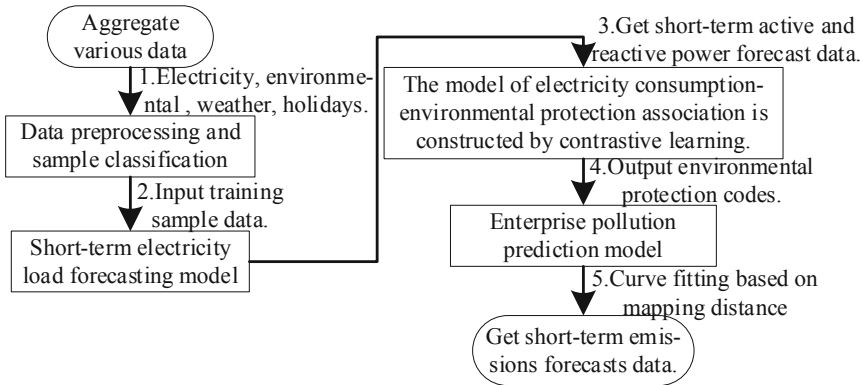 Aggregate
various data
1.Electricity, environme-
ntal , weather, holidays.
Data preprocessing and
sample classification
2.Input training
sample data.
Short-term electricity
load forecasting model
3.Get short-term active and
reactive power forecast data.
The model of electricity consumption-
environmental protection association is
constructed by contrastive learning.
4.Output environmental
protection codes.
Enterprise pollution
prediction model
5.Curve fitting based on
mapping distance
Get short-term emis-
sions forecasts data.